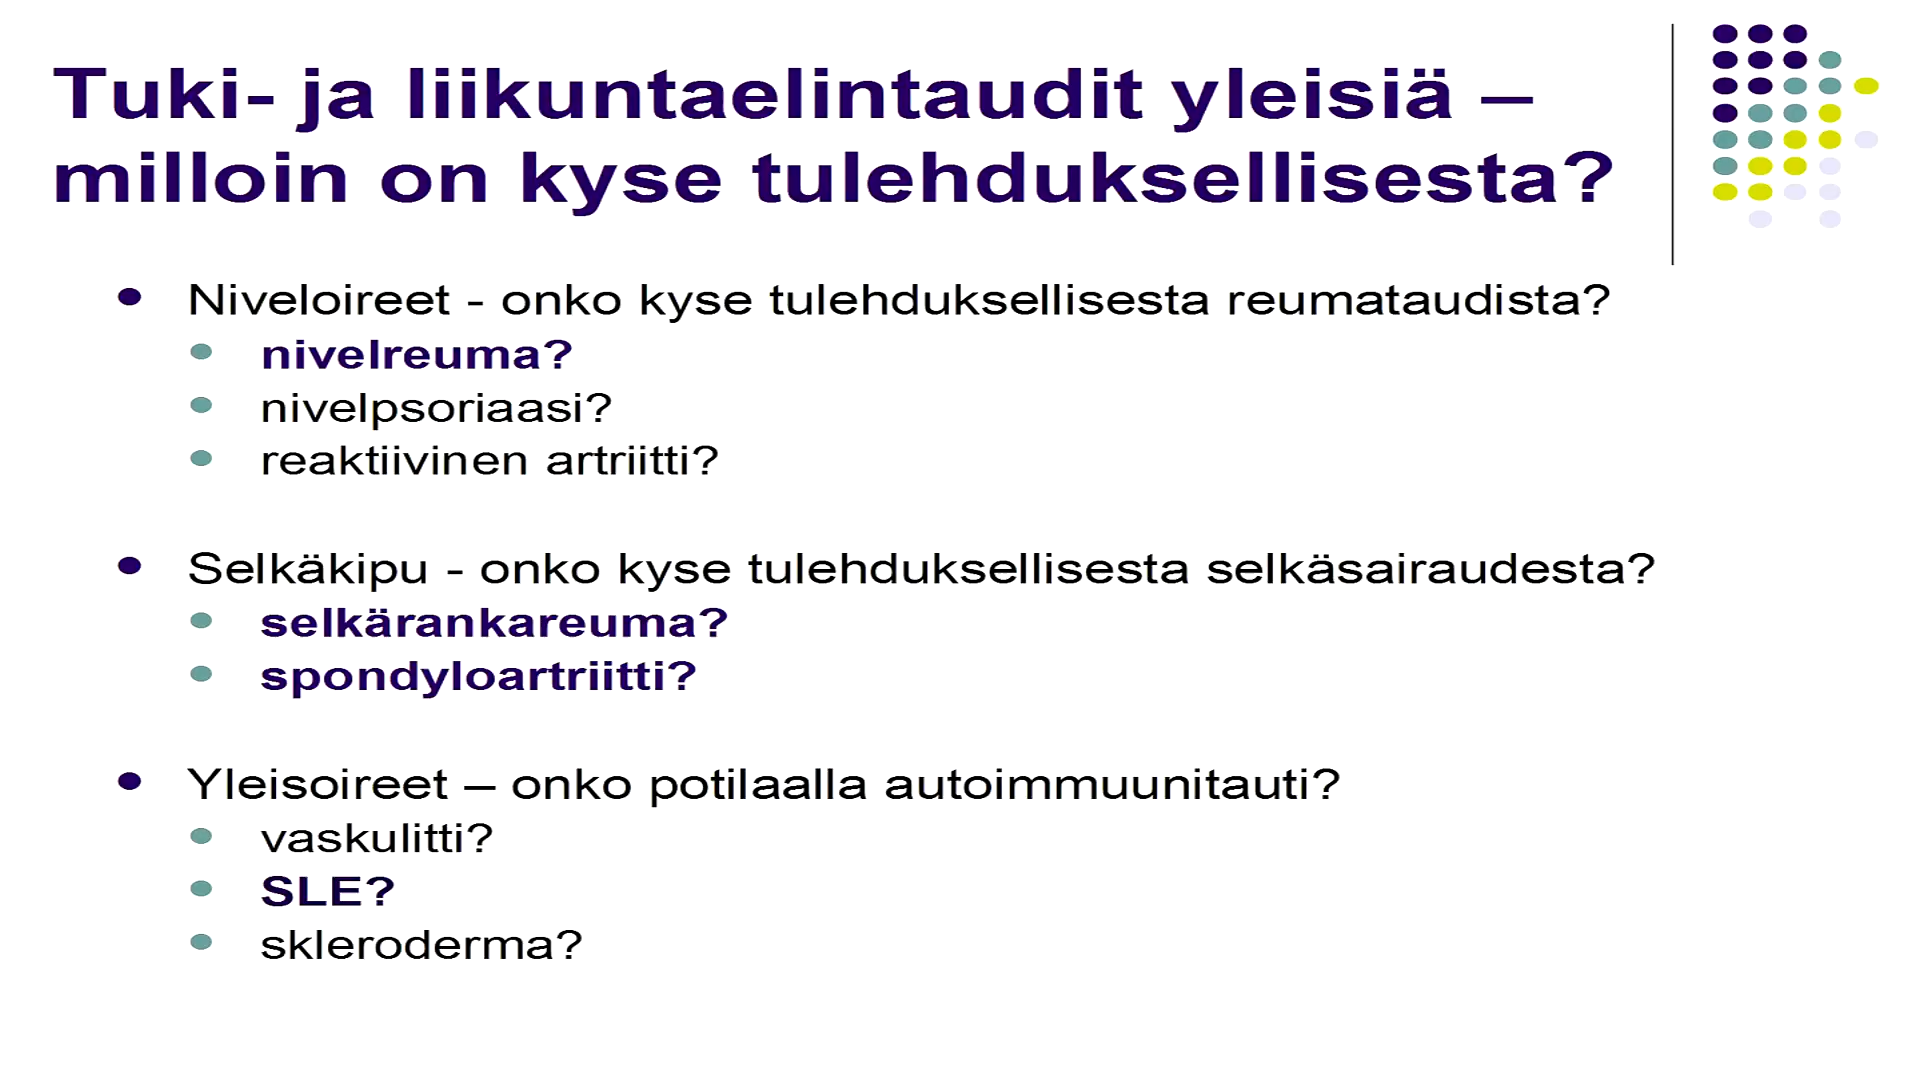 Tuki- ja liikuntaelintaudit yleisiä –
milloin on kyse tulehduksellisesta?
Niveloireet - onko kyse tulehduksellisesta reumataudista?
nivelreuma?
nivelpsoriaasi?
reaktiivinen artriitti?
Selkäkipu - onko kyse tulehduksellisesta selkäsairaudesta?
selkärankareuma?
spondyloartriitti?
Yleisoireet – onko potilaalla autoimmuunitauti?
vaskulitti?
SLE?
skleroderma?